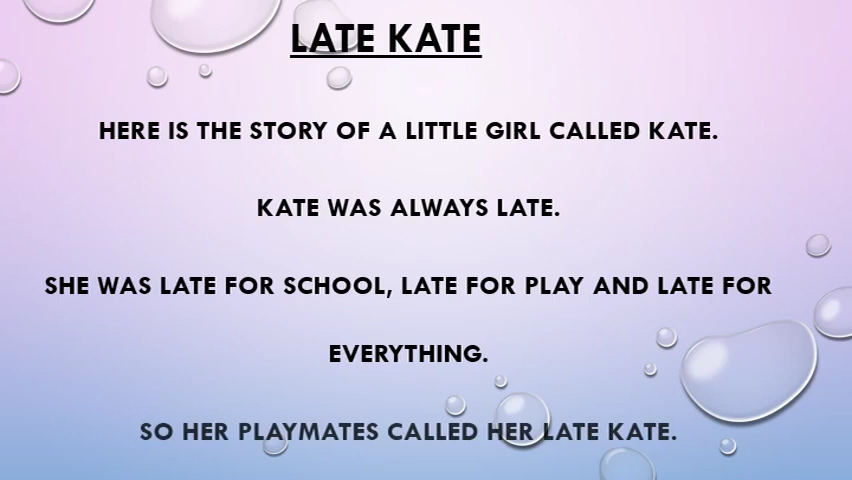 LATE KATE
HERE IS THE STORY OF A LITTLE GIRL CALLED KATE.
KATE WAS ALWAYS LATE.
SHE WAS LATE FOR SCHOOL, LATE FOR PLAY AND LATE FOR
EVERYTHING.
SO HER PLAYMATES CALLED HER LATE KATE.